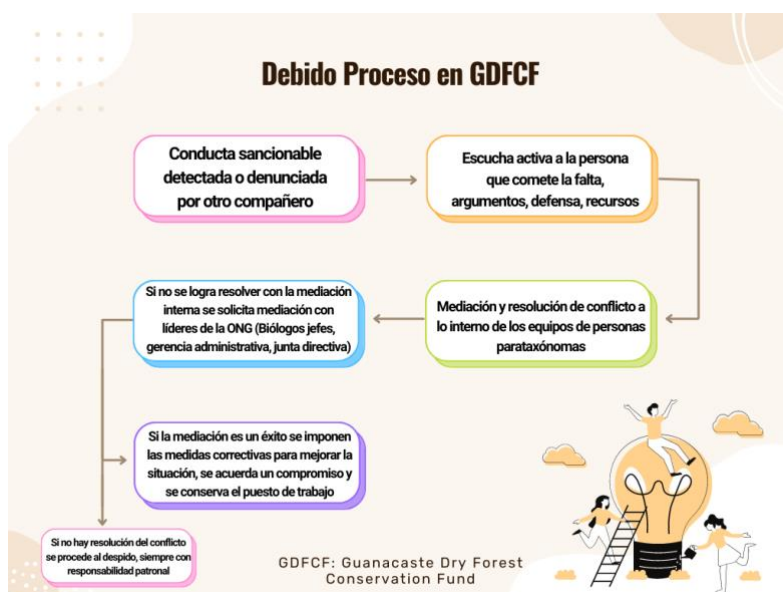 Debido Proceso en GDFCF
Conducta sancionable
detectada o denunciada
por otro compañero
Escucha activa a la persona
que comete la falta,
argumentos, defensa, recursos
Mediación y resolución de conflicto a
lo interno de los equipos de personas
parataxónomas
Si no se logra resolver con la mediación
interna se solicita mediación con
líderes de la ONG (Biólogos jefes,
gerencia administrativa, junta directiva)
Si la mediación es un éxito se imponen
las medidas correctivas para mejorar la
situación, se acuerda un compromiso y
se conserva el puesto de trabajo
Si no hay resolución del conflicto
se procede al despido, siempre con
responsabilidad patronal
GDFCF: Guanacaste Dry Forest
Conservation Fund